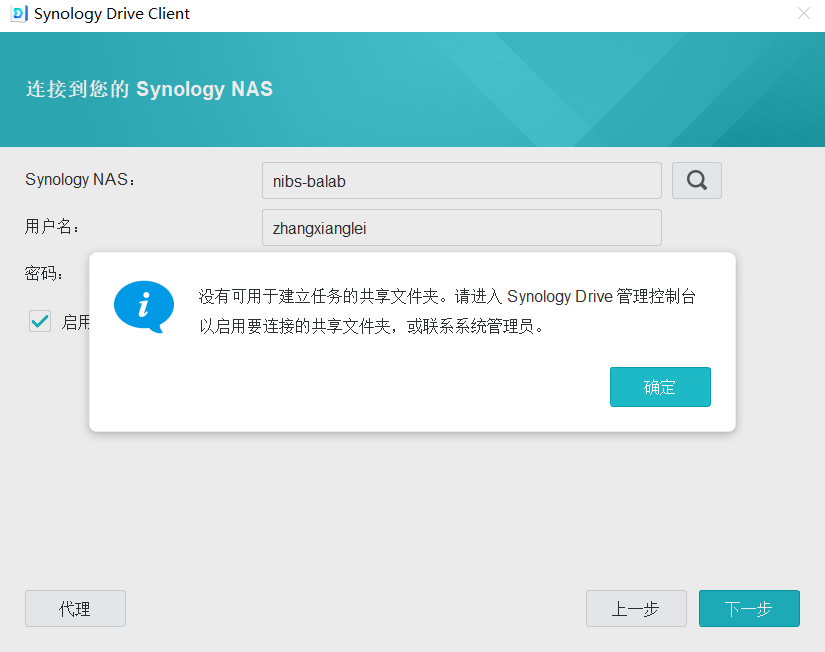 Synology Drive Client
连接到您的 Synology NAS
Synology NAS：
nibs-balab
用户名：
zhangxianglei
密码：
启用
没有可用于建立任务的共享文件夹。请进入 Synology Drive 管理控制台
以启用要连接的共享文件夹，或联系系统管理员。
确定
代理
上一步
下一步